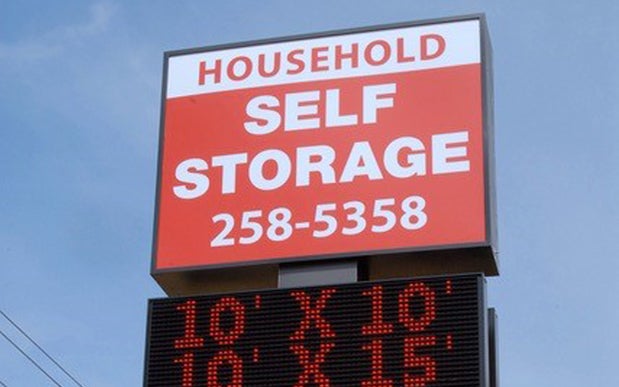 HOUSEHOLD
SELF
STORAGE
258-5358
10' X 10'
10' X 15'